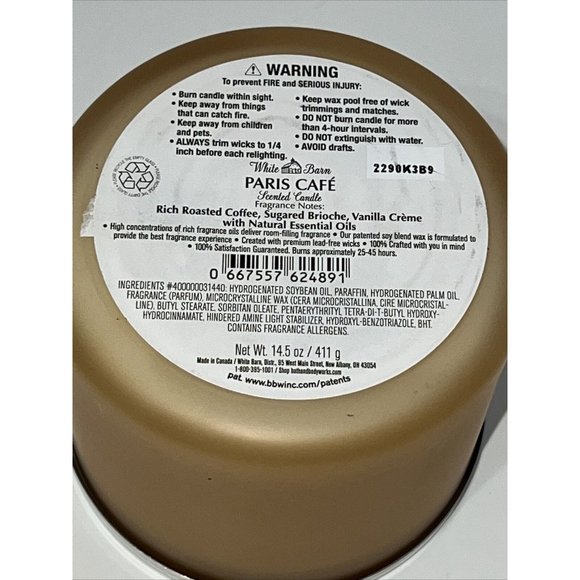 ⚠ WARNING
To prevent FIRE and SERIOUS INJURY:
• Burn candle within sight.
• Keep away from things
that can catch fire.
• Keep away from children
and pets.
• ALWAYS trim wicks to 1/4
inch before each relighting.
• Keep wax pool free of wick
trimmings and matches.
• DO NOT burn candle for more
than 4-hour intervals.
• DO NOT extinguish with water.
• AVOID drafts.
2290K3B9
White Barn
PARIS CAFÉ
Scented Candle
Fragrance Notes:
Rich Roasted Coffee, Sugared Brioche, Vanilla Crème
with Natural Essential Oils
• High concentrations of rich fragrance oils deliver room-filling fragrance • Our patented soy blend wax is formulated to
provide the best fragrance experience • Created with premium lead-free wicks • 100% Crafted with you in mind
• 100% Satisfaction Guaranteed. Burns approximately 25-45 hours.
0 667557 624891
INGREDIENTS #400000031440: HYDROGENATED SOYBEAN OIL, PARAFFIN, HYDROGENATED PALM OIL,
FRAGRANCE (PARFUM), MICROCRYSTALLINE WAX (CERA MICROCRISTALLINA, CIRE MICROCRISTAL-
LINE), BUTYL STEARATE, SORBITAN OLEATE, PENTAERYTHRITYL TETRA-DI-T-BUTYL HYDROXY-
HYDROCINNAMATE, HINDERED AMINE LIGHT STABILIZER, HYDROXYL-BENZOTRIAZOLE, BHT.
CONTAINS FRAGRANCE ALLERGENS.
Net Wt. 14.5 oz / 411 g
Made in Canada / White Barn, Distr., 95 West Main Street, New Albany, OH 43054
1-800-395-1001 / Shop bathandbodyworks.com
pat. www.bbwinc.com/patents